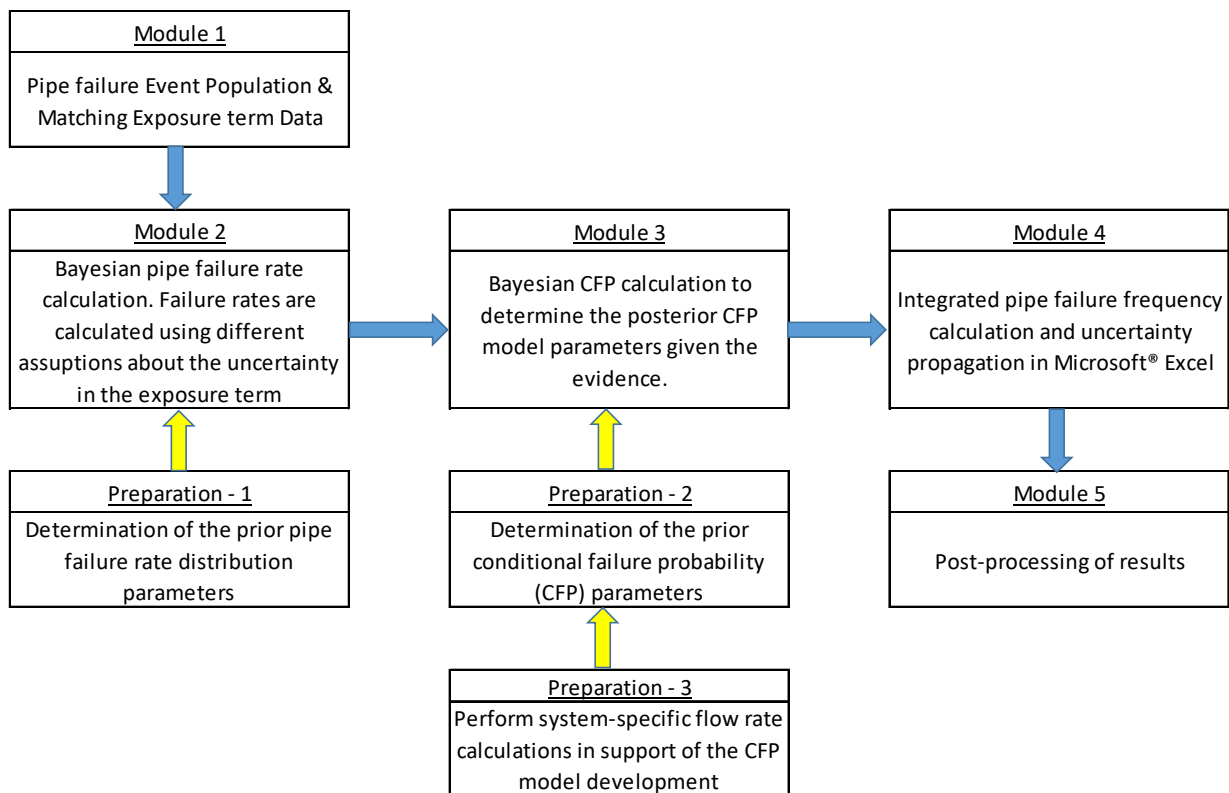 Module 1
Pipe failure Event Population &
Matching Exposure term Data
Module 2
Bayesian pipe failure rate
calculation. Failure rates are
calculated using different
assuptions about the uncertainty
in the exposure term
Module 3
Bayesian CFP calculation to
determine the posterior CFP
model parameters given the
evidence.
Module 4
Integrated pipe failure frequency
calculation and uncertainty
propagation in Microsoft® Excel
Preparation - 1
Determination of the prior pipe
failure rate distribution
parameters
Preparation - 2
Determination of the prior
conditional failure probability
(CFP) parameters
Module 5
Post-processing of results
Preparation - 3
Perform system-specific flow rate
calculations in support of the CFP
model development